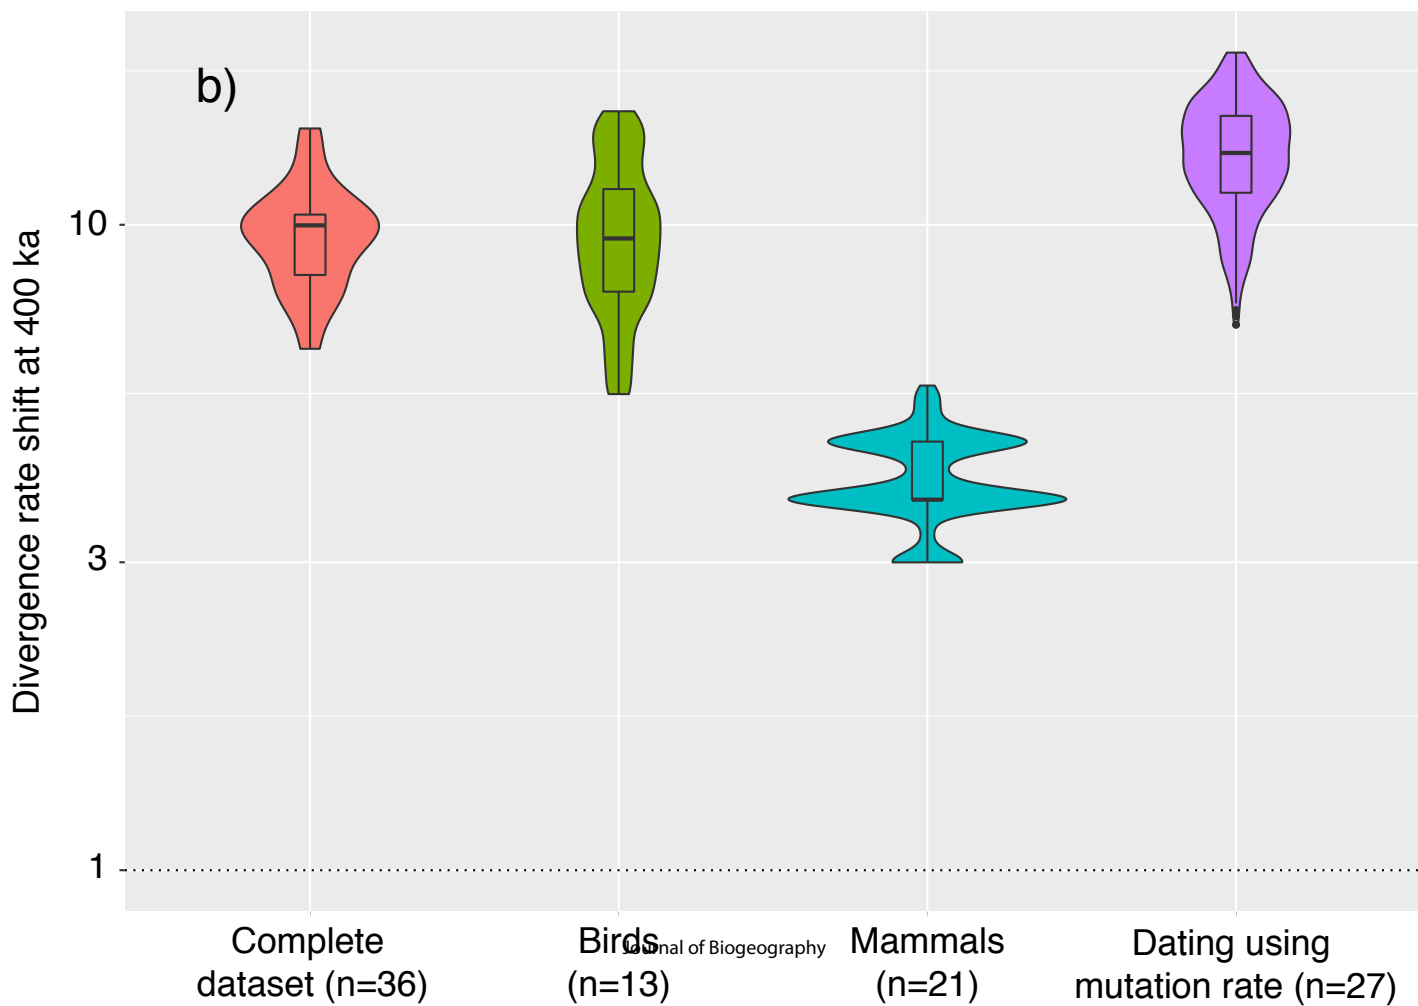 b)
Divergence rate shift at 400 ka
10
3
1
Complete
dataset (n=36)
Birds
(n=13)
Journal of Biogeography
Mammals
(n=21)
Dating using
mutation rate (n=27)